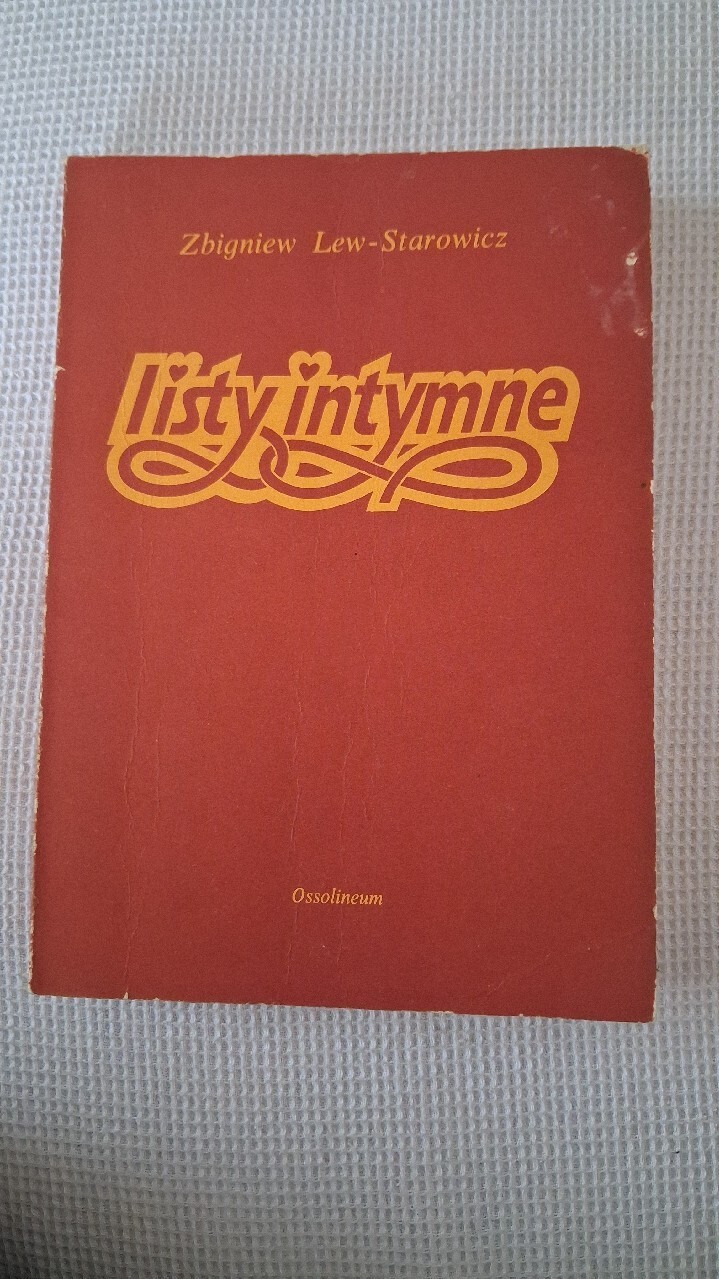 Zbigniew Lew-Starowicz
listy intymne
Ossolineum